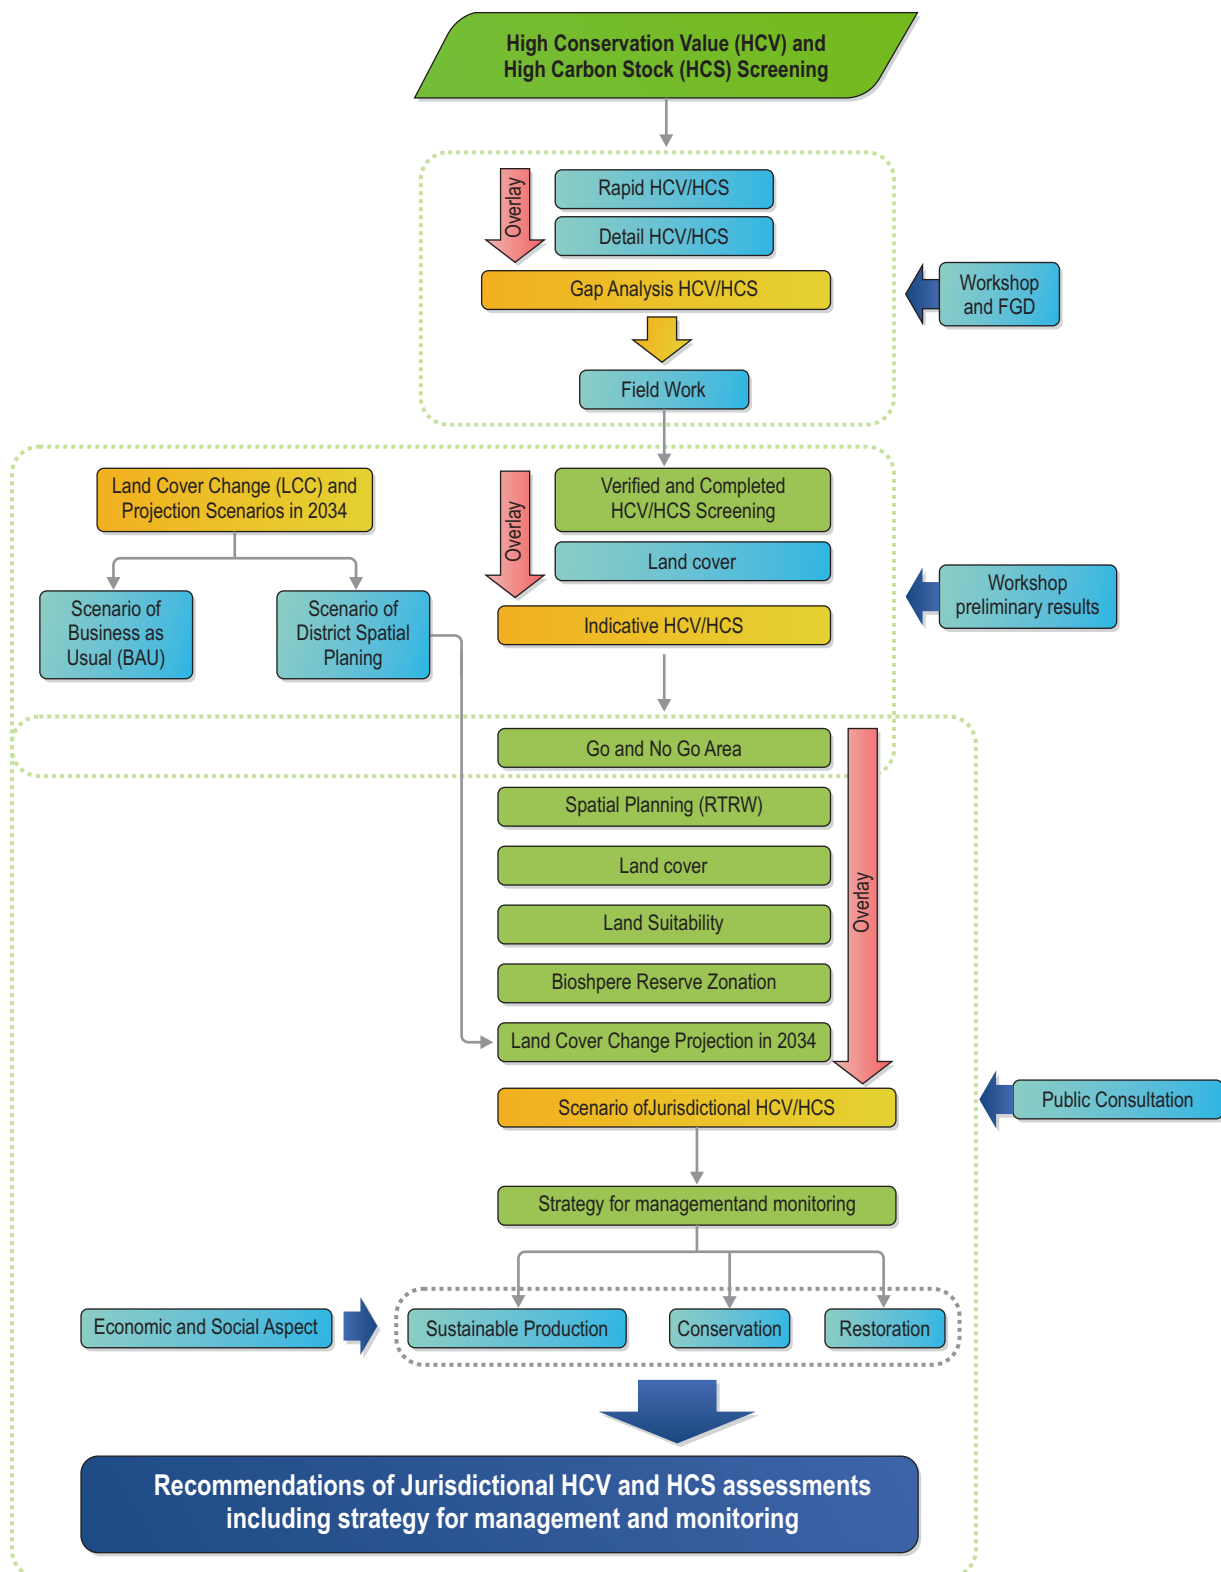 High Conservation Value (HCV) and
High Carbon Stock (HCS) Screening
Overlay
Rapid HCV/HCS
Detail HCV/HCS
Gap Analysis HCV/HCS
Workshop
and FGD
Field Work
Land Cover Change (LCC) and
Projection Scenarios in 2034
Overlay
Verified and Completed
HCV/HCS Screening
Land cover
Workshop
preliminary results
Scenario of
Business as
Usual (BAU)
Scenario of
District Spatial
Planing
Indicative HCV/HCS
Go and No Go Area
Spatial Planning (RTRW)
Land cover
Overlay
Land Suitability
Bioshpere Reserve Zonation
Land Cover Change Projection in 2034
Scenario ofJurisdictional HCV/HCS
Public Consultation
Strategy for managementand monitoring
Economic and Social Aspect
Sustainable Production
Conservation
Restoration
Recommendations of Jurisdictional HCV and HCS assessments
including strategy for management and monitoring